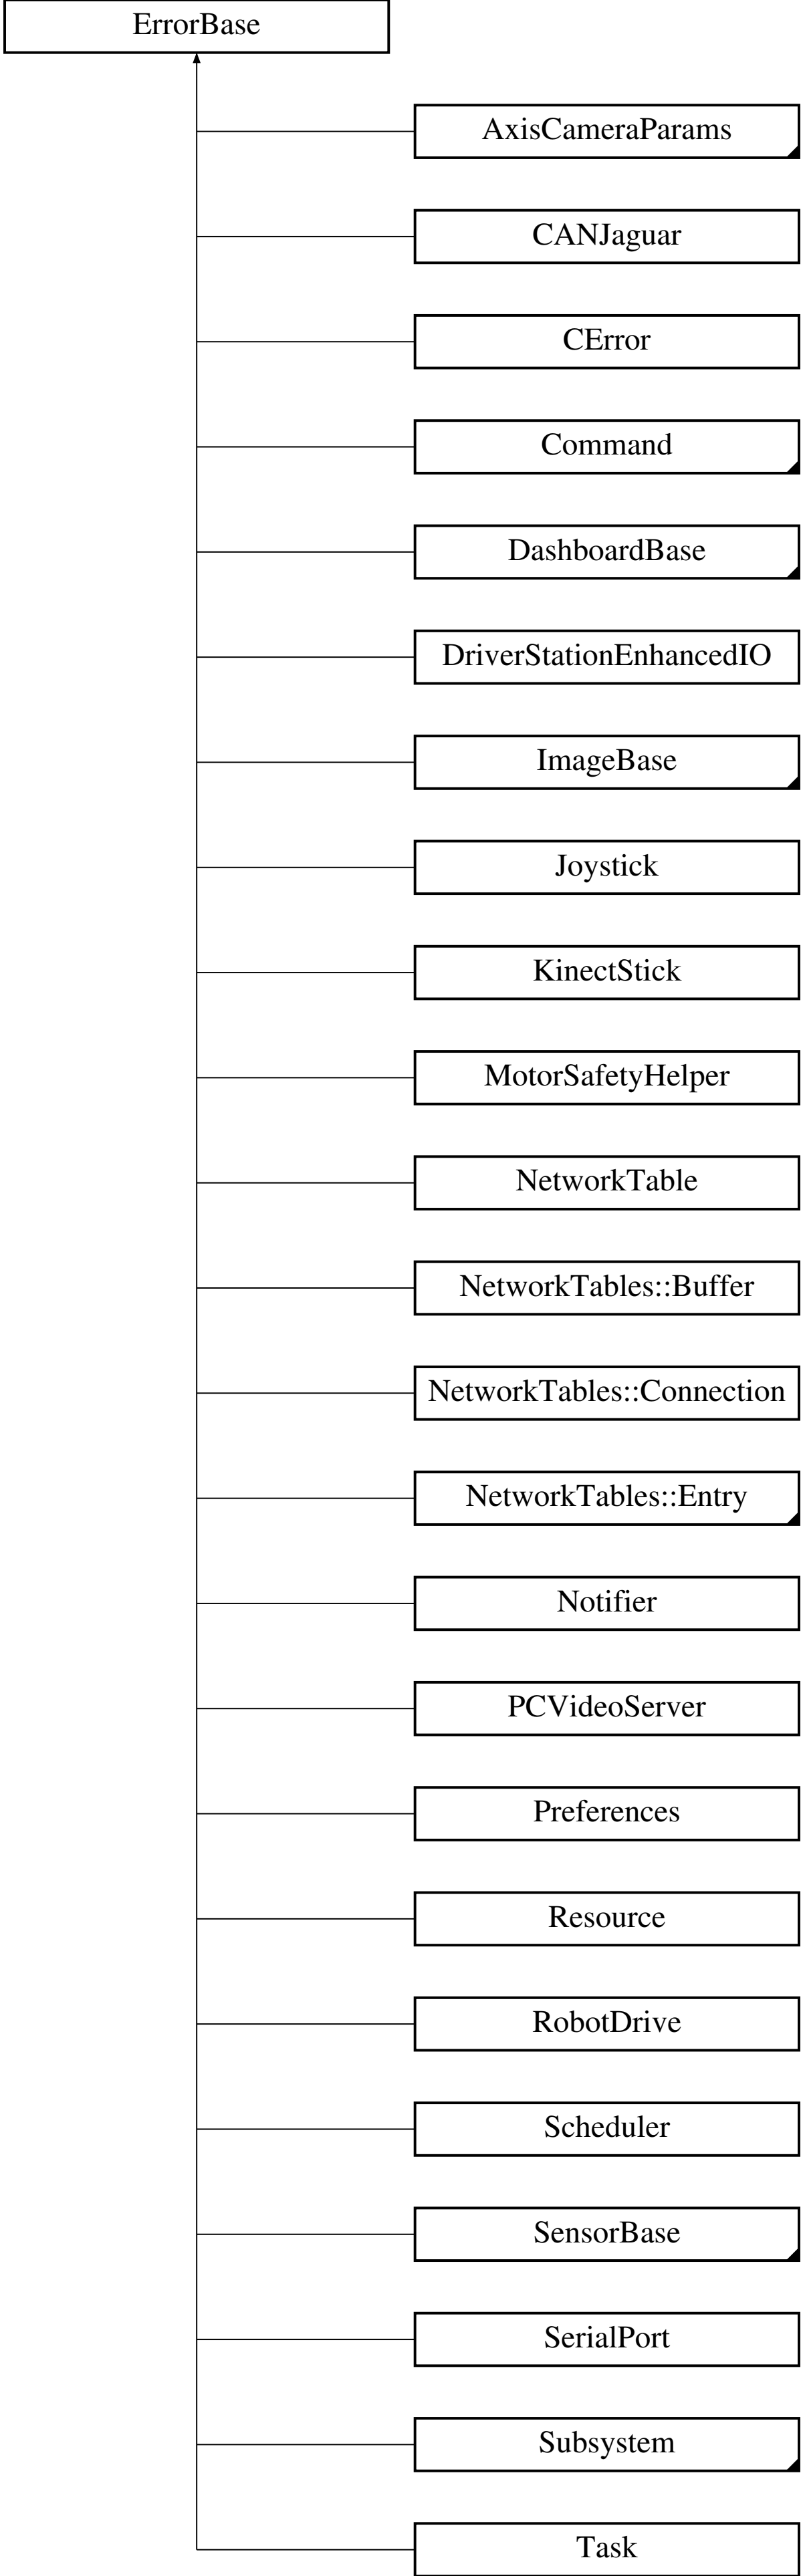 ErrorBase
AxisCameraParams
CANJaguar
CError
Command
DashboardBase
DriverStationEnhancedIO
ImageBase
Joystick
KinectStick
MotorSafetyHelper
NetworkTable
NetworkTables::Buffer
NetworkTables::Connection
NetworkTables::Entry
Notifier
PCVideoServer
Preferences
Resource
RobotDrive
Scheduler
SensorBase
SerialPort
Subsystem
Task